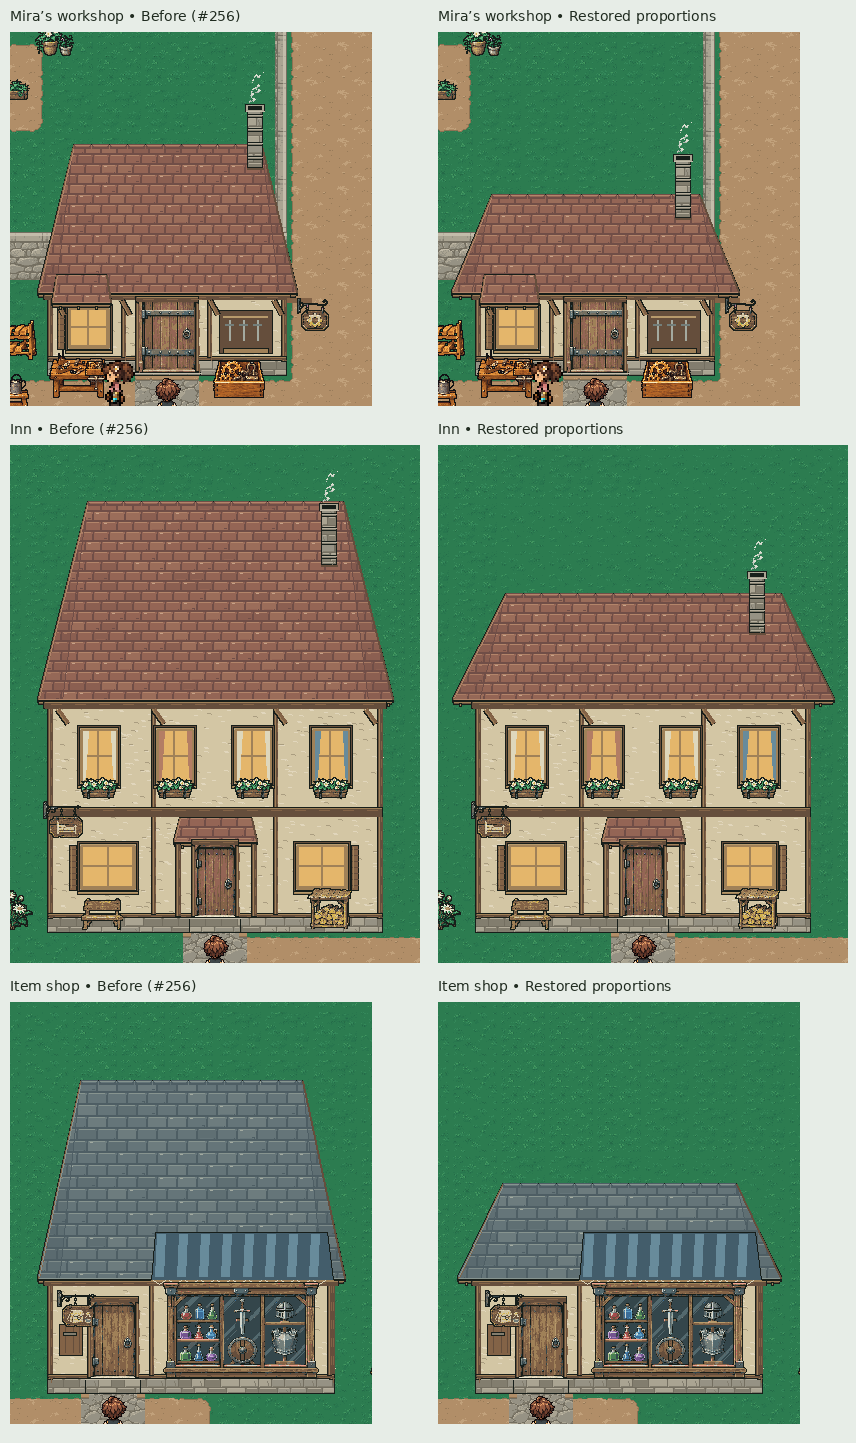 Mira’s workshop • Before (#256)
Mira’s workshop • Restored proportions
Inn • Before (#256)
Inn • Restored proportions
Item shop • Before (#256)
Item shop • Restored proportions